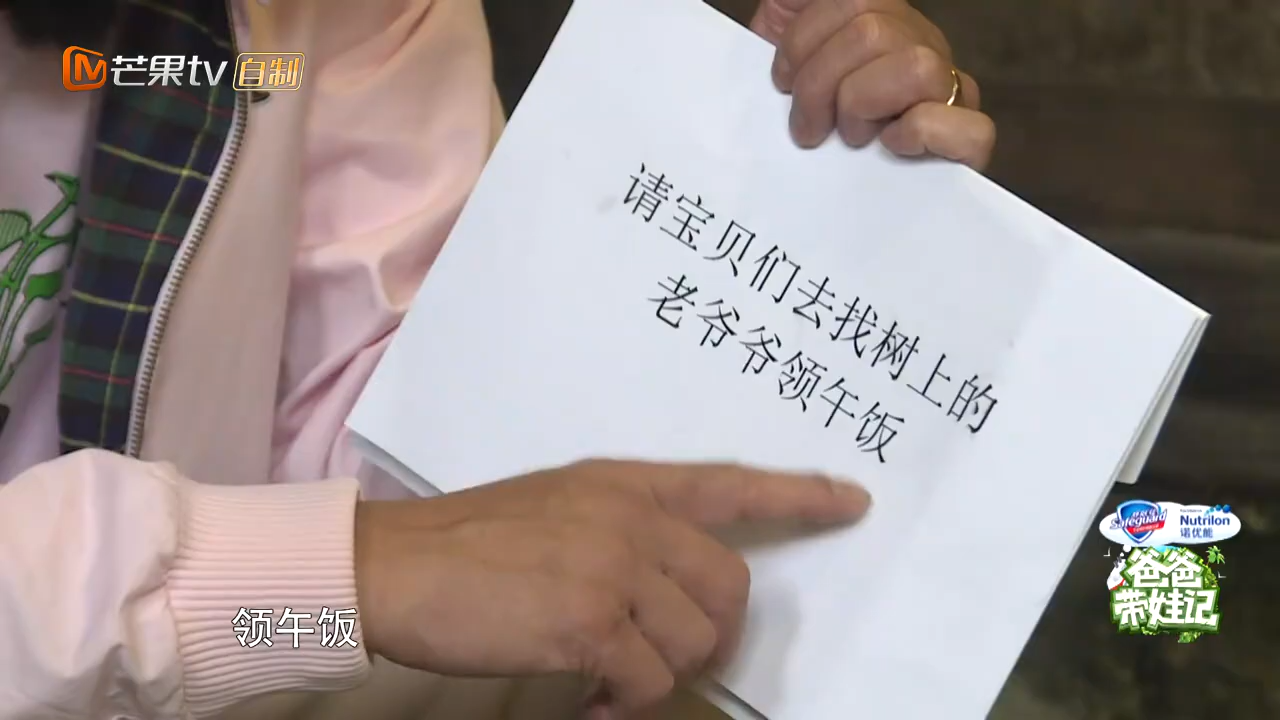 芒果tv 自制
请宝贝们去找树上的
老爷爷领午饭
Safeguard
Nutrilon
诺优能
爸爸
带娃记
领午饭